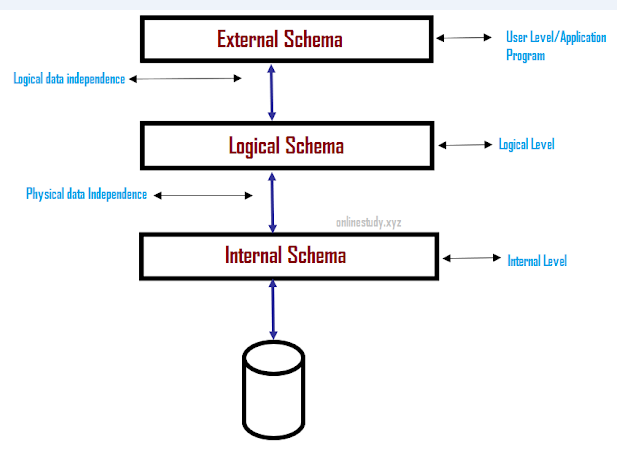 External Schema
User Level/Application
Program
Logical data independence
Logical Schema
Logical Level
Physical data Independence
onlinestudy.xyz
Internal Schema
Internal Level